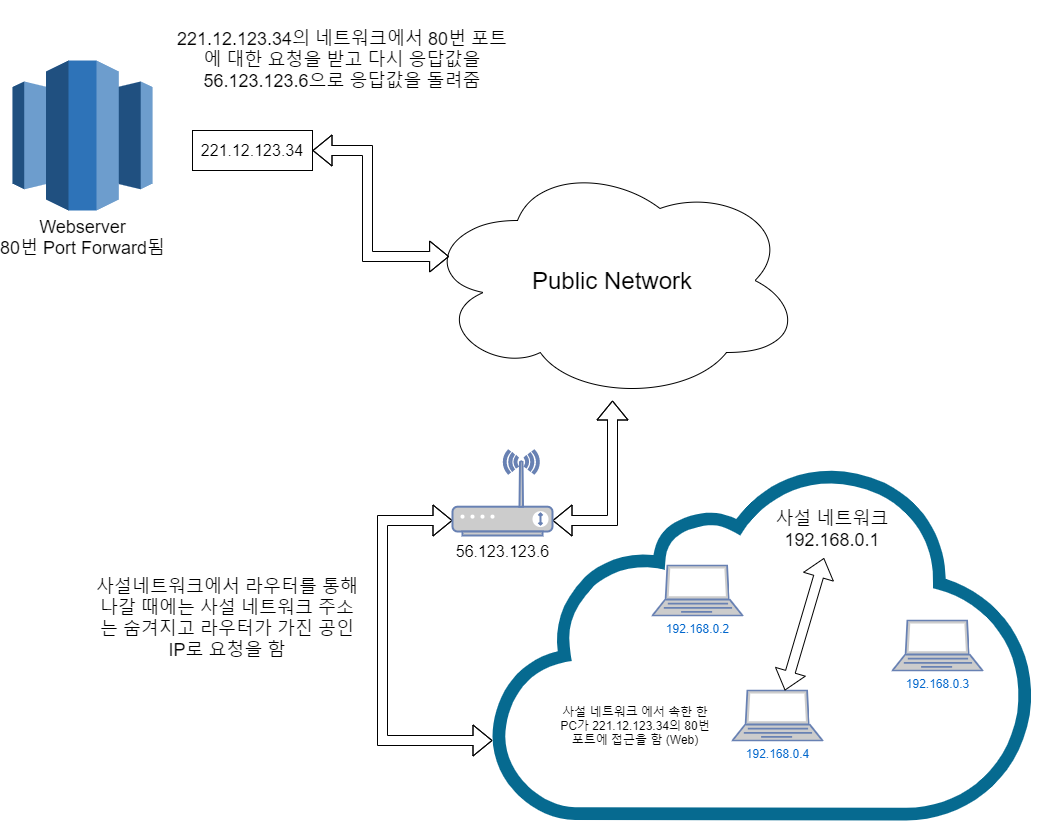 221.12.123.34의 네트워크에서 80번 포트
에 대한 요청을 받고 다시 응답값을
56.123.123.6으로 응답값을 돌려줌
221.12.123.34
Webserver
80번 Port Forward됨
Public Network
56.123.123.6
사설 네트워크
192.168.0.1
사설네트워크에서 라우터를 통해
나갈 때에는 사설 네트워크 주소
는 숨겨지고 라우터가 가진 공인
IP로 요청을 함
192.168.0.2
192.168.0.3
사설 네트워크 에서 속한 한
PC가 221.12.123.34의 80번
포트에 접근을 함 (Web)
192.168.0.4